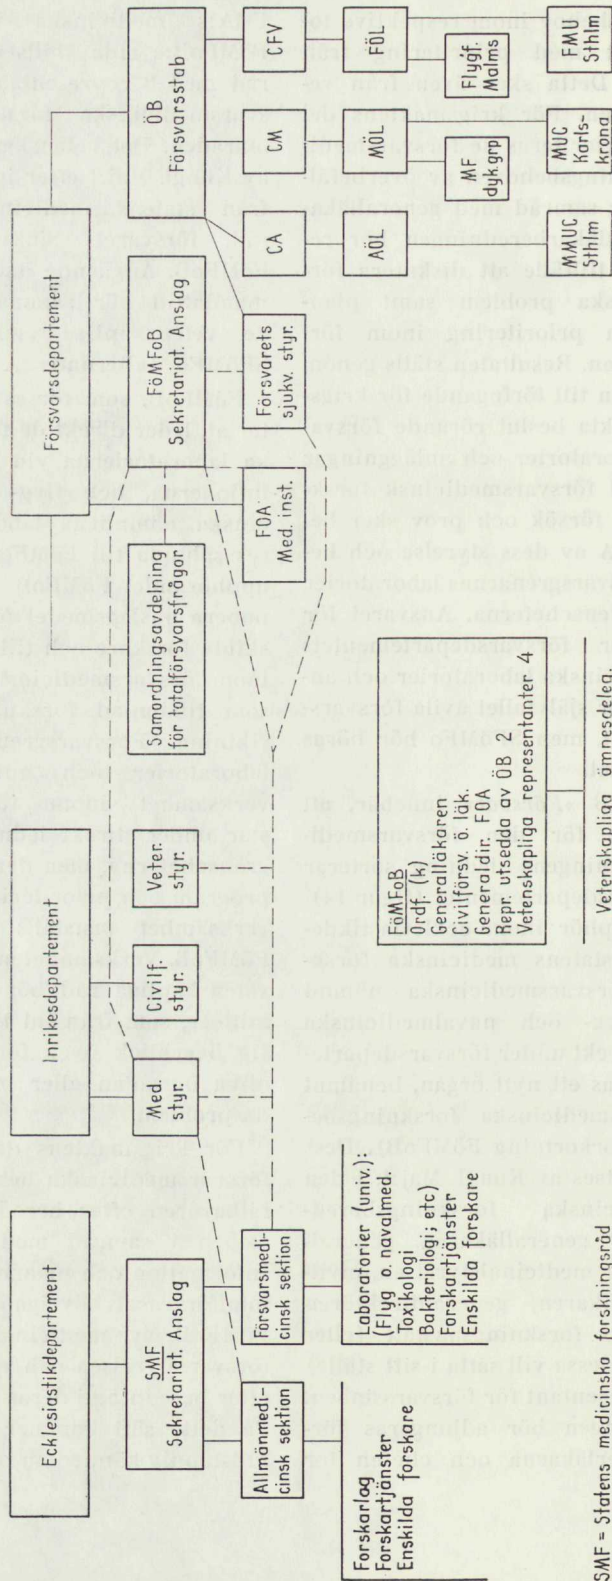 Ecklesiastikdepartement
Inrikesdepartement
Försvarsdepartement
SMF
Sekretariat. Anslag
Med.
styr.
(Civilf.-
styr.)
Veter.
styr.
Samordningsavdelning
för totalförsvarsfrågar
FöMFoB
Sekretariat. Anslag
ÖB
Försvarsstab
Allmänmedi-
cinsk sektion
Försvarsmedi-
cinsk sektion
FOA
Med. inst.
Försvarets
sjukv. styr.
CA
CM
CFV
Forskarlag
Forskartjänster
Enskilda forskare
Laboratorier (univ.):
(Flyg o. navalmed.
Toxikologi
Bakteriologi; etc)
Forskartjänster
Enskilda forskare
FöMFoB
Ordf. (k)
Generalläkaren
Civilförsv. ö. läk.
Generaldir. FOA
Repr. utsedda av ÖB 2
Vetenskapliga representanter 4
Vetenskapliga ämnesdeleg.
AÖL
MÖL
FÖL
MF
dyk. grp
Flygf.
Malms.
MMUC
Sthlm
MUC
Karls-
krona
FMU
Sthlm
SMF = Statens medicinska forskningsråd